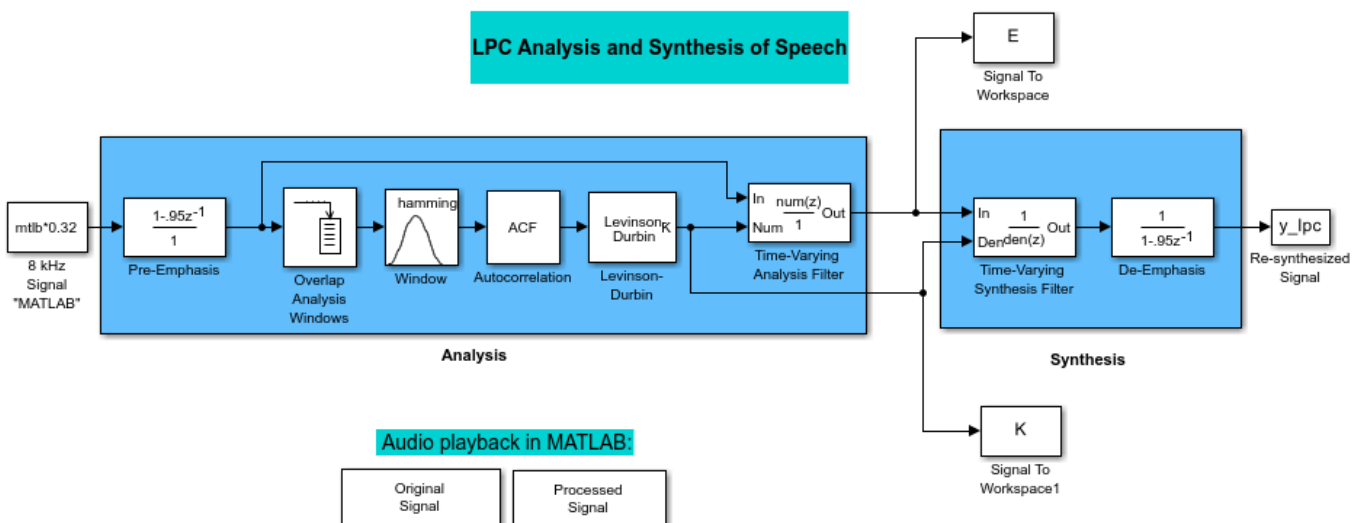 LPC Analysis and Synthesis of Speech
E
Signal To
Workspace
mtlb*0.32
8 kHz
Signal
"MATLAB"
1-.95z-1
1
Pre-Emphasis
Overlap
Analysis
Windows
hamming
Window
ACF
Autocorrelation
Levinson
Durbin
K
Levinson-
Durbin
In
Num
num(z)
1
Out
Time-Varying
Analysis Filter
Analysis
In
Den
1
den(z)
Out
Time-Varying
Synthesis Filter
1
1-.95z-1
De-Emphasis
Synthesis
y_lpc
Re-synthesized
Signal
K
Signal To
Workspace1
Audio playback in MATLAB:
Original
Signal
Processed
Signal